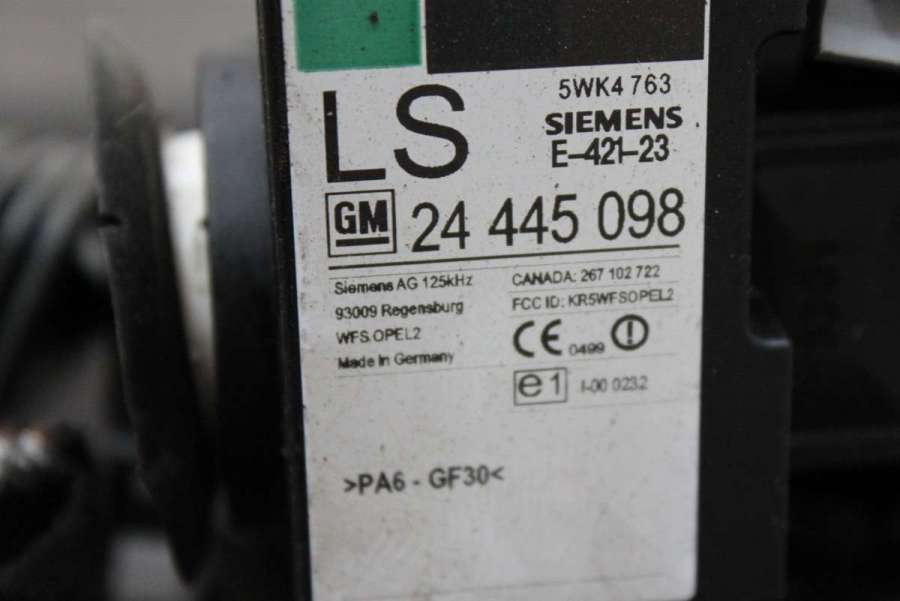 LS
5WK4 763
SIEMENS
E-421-23
GM 24 445 098
Siemens AG 125kHz
93009 Regensburg
WFS OPEL2
Made in Germany
CANADA: 267 102 722
FCC ID: KR5WFSOPEL2
CE 0499
e1 I-00 0232
>PA6 - GF30<